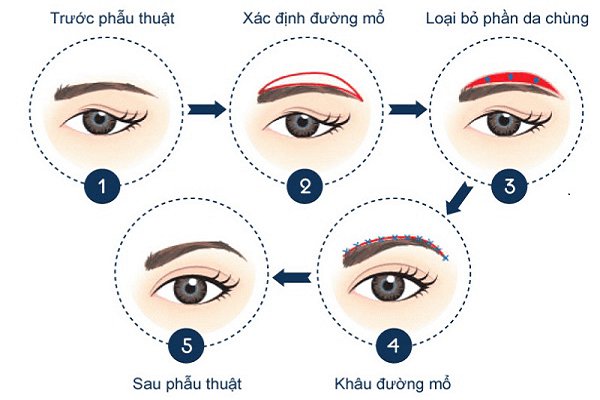 Trước phẫu thuật
Xác định đường mổ
Loại bỏ phần da chùng
1
2
3
5
4
Sau phẫu thuật
Khâu đường mổ